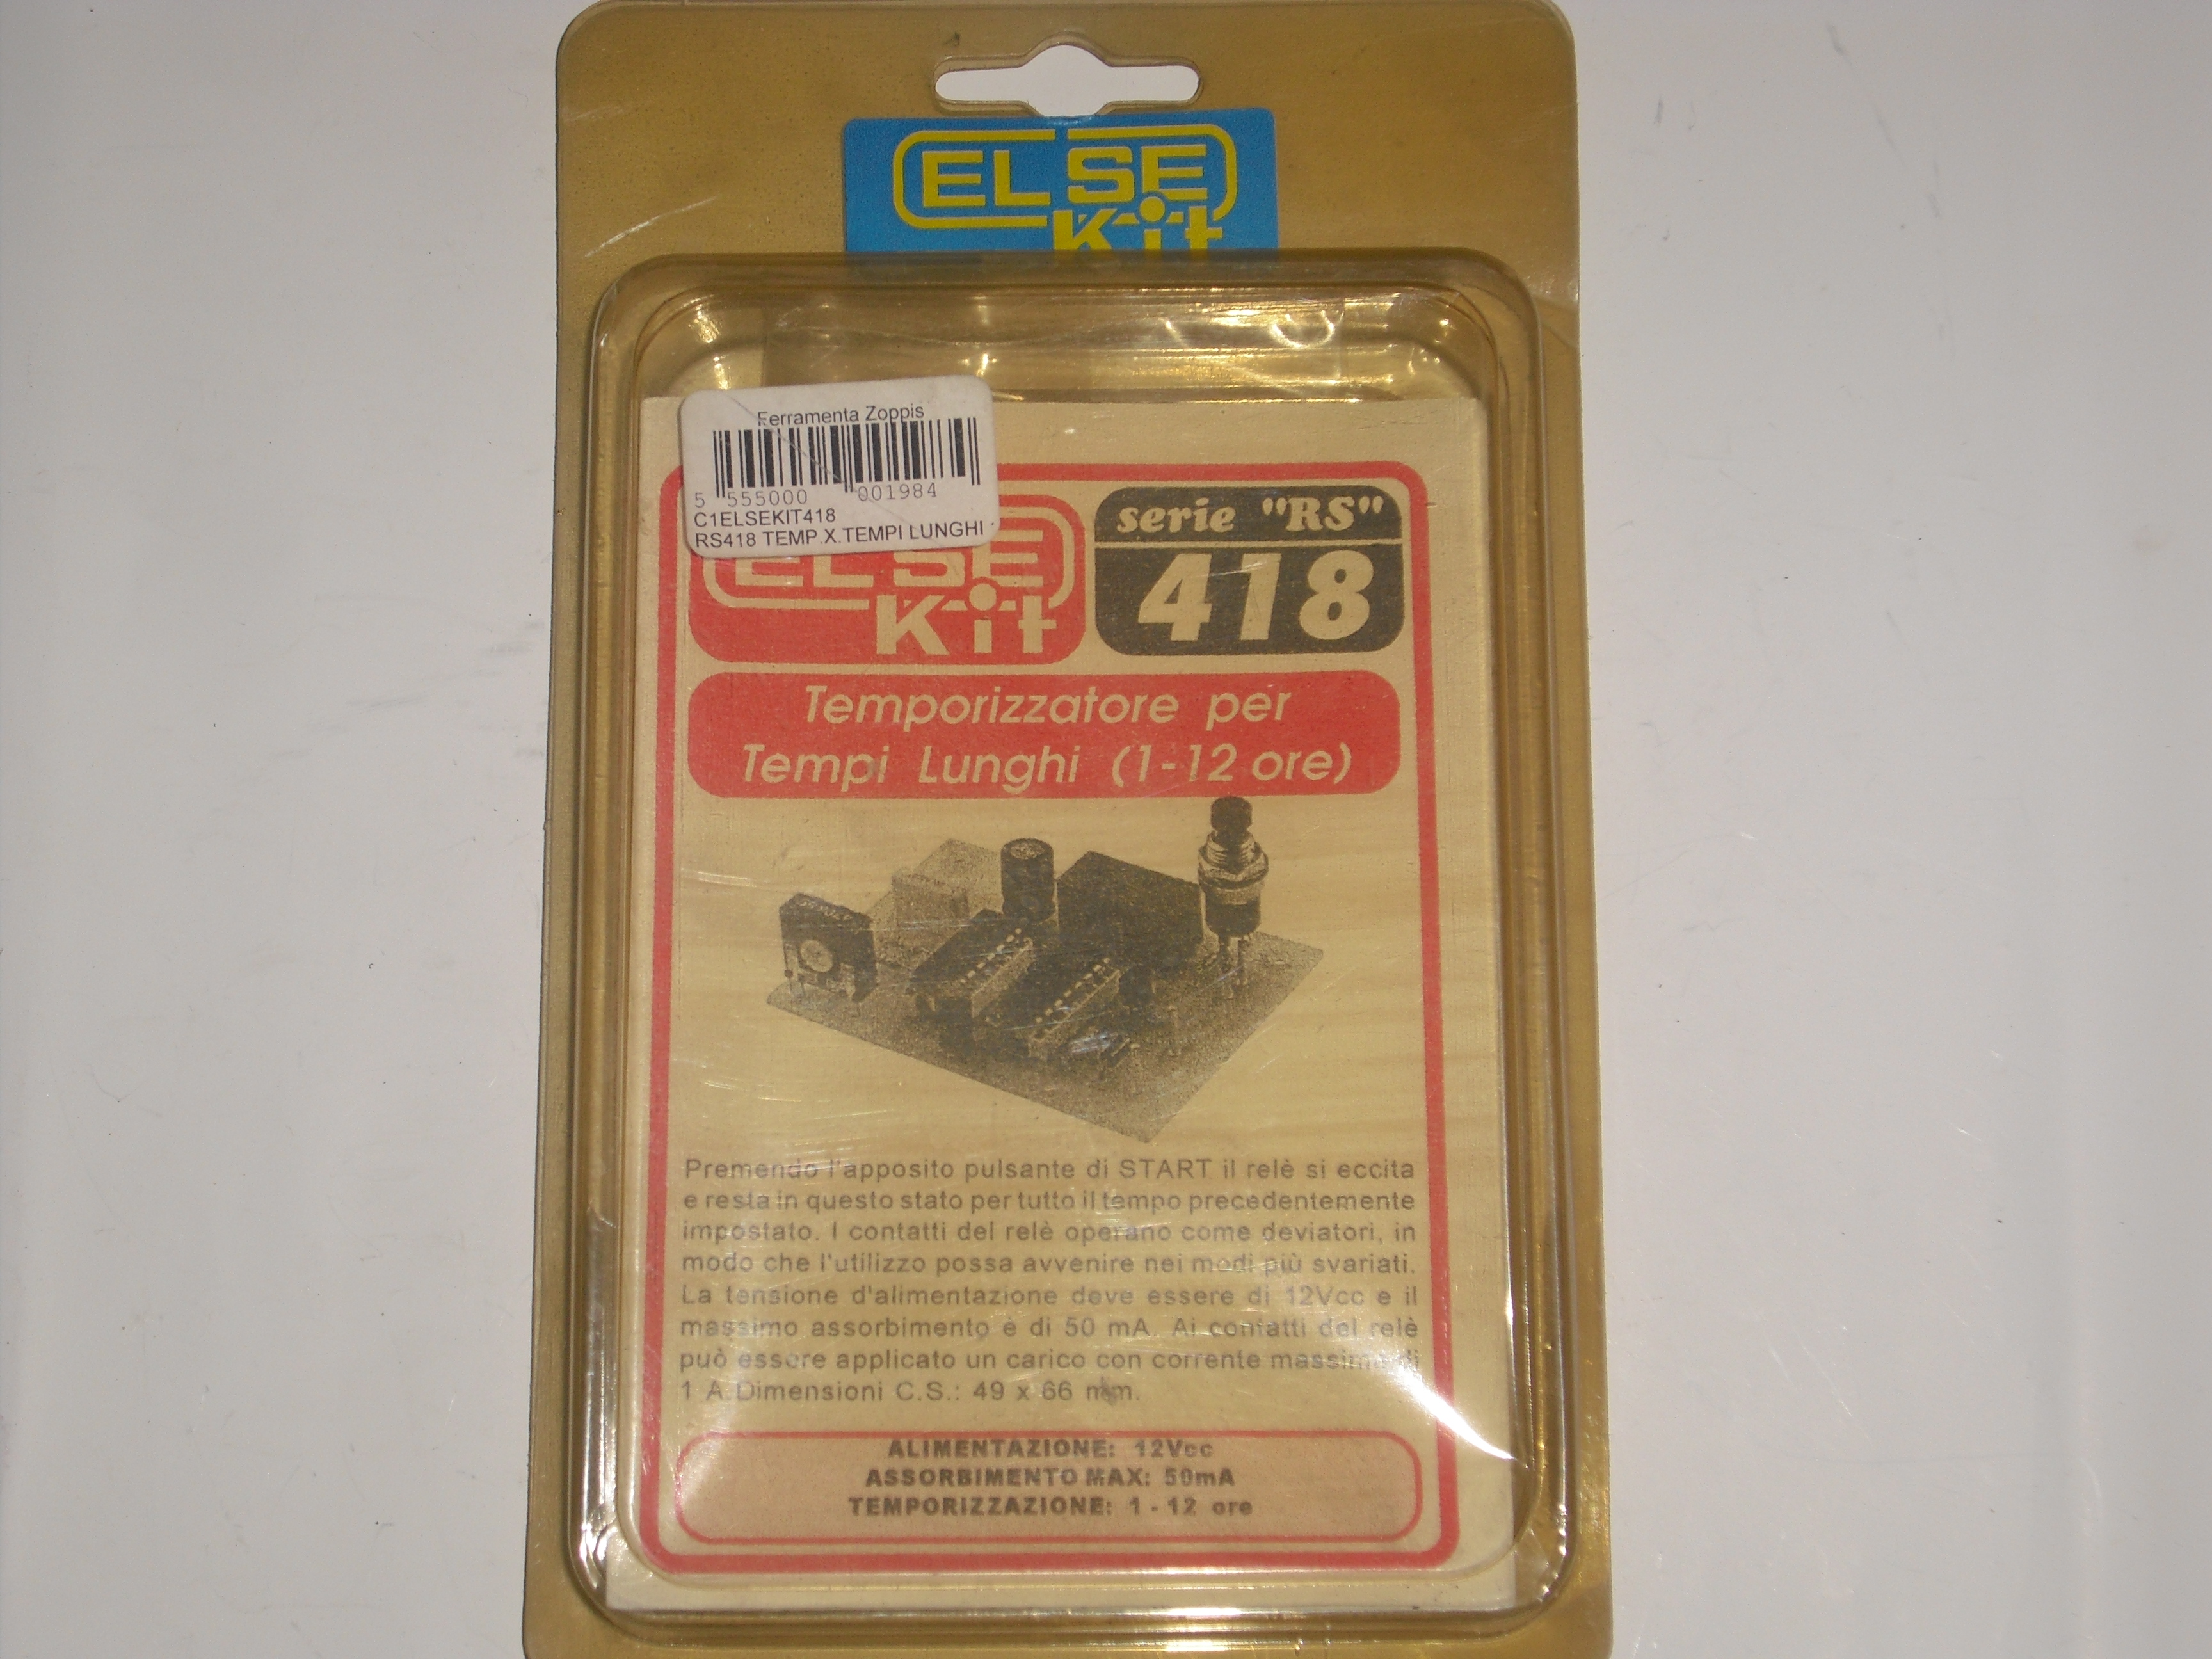 ELSE
Kit
Ferramenta Zoppis
5 555000 001984
C1ELSEKIT418
RS418 TEMP.X.TEMPI LUNGHI
ELSE
Kit
serie "RS"
418
Temporizzatore per
Tempi Lunghi (1-12 ore)
Premendo l'apposito pulsante di START il relè si eccita
e resta in questo stato per tutto il tempo precedentemente
impostato. I contatti del relè operano come deviatori, in
modo che l'utilizzo possa avvenire nei modi più svariati.
La tensione d'alimentazione deve essere di 12Vcc e il
massimo assorbimento è di 50 mA. Ai contatti del relè
può essere applicato un carico con corrente massima di
1 A.Dimensioni C.S.: 49 x 66 mm.
ALIMENTAZIONE: 12Vcc
ASSORBIMENTO MAX: 50mA
TEMPORIZZAZIONE: 1 - 12 ore